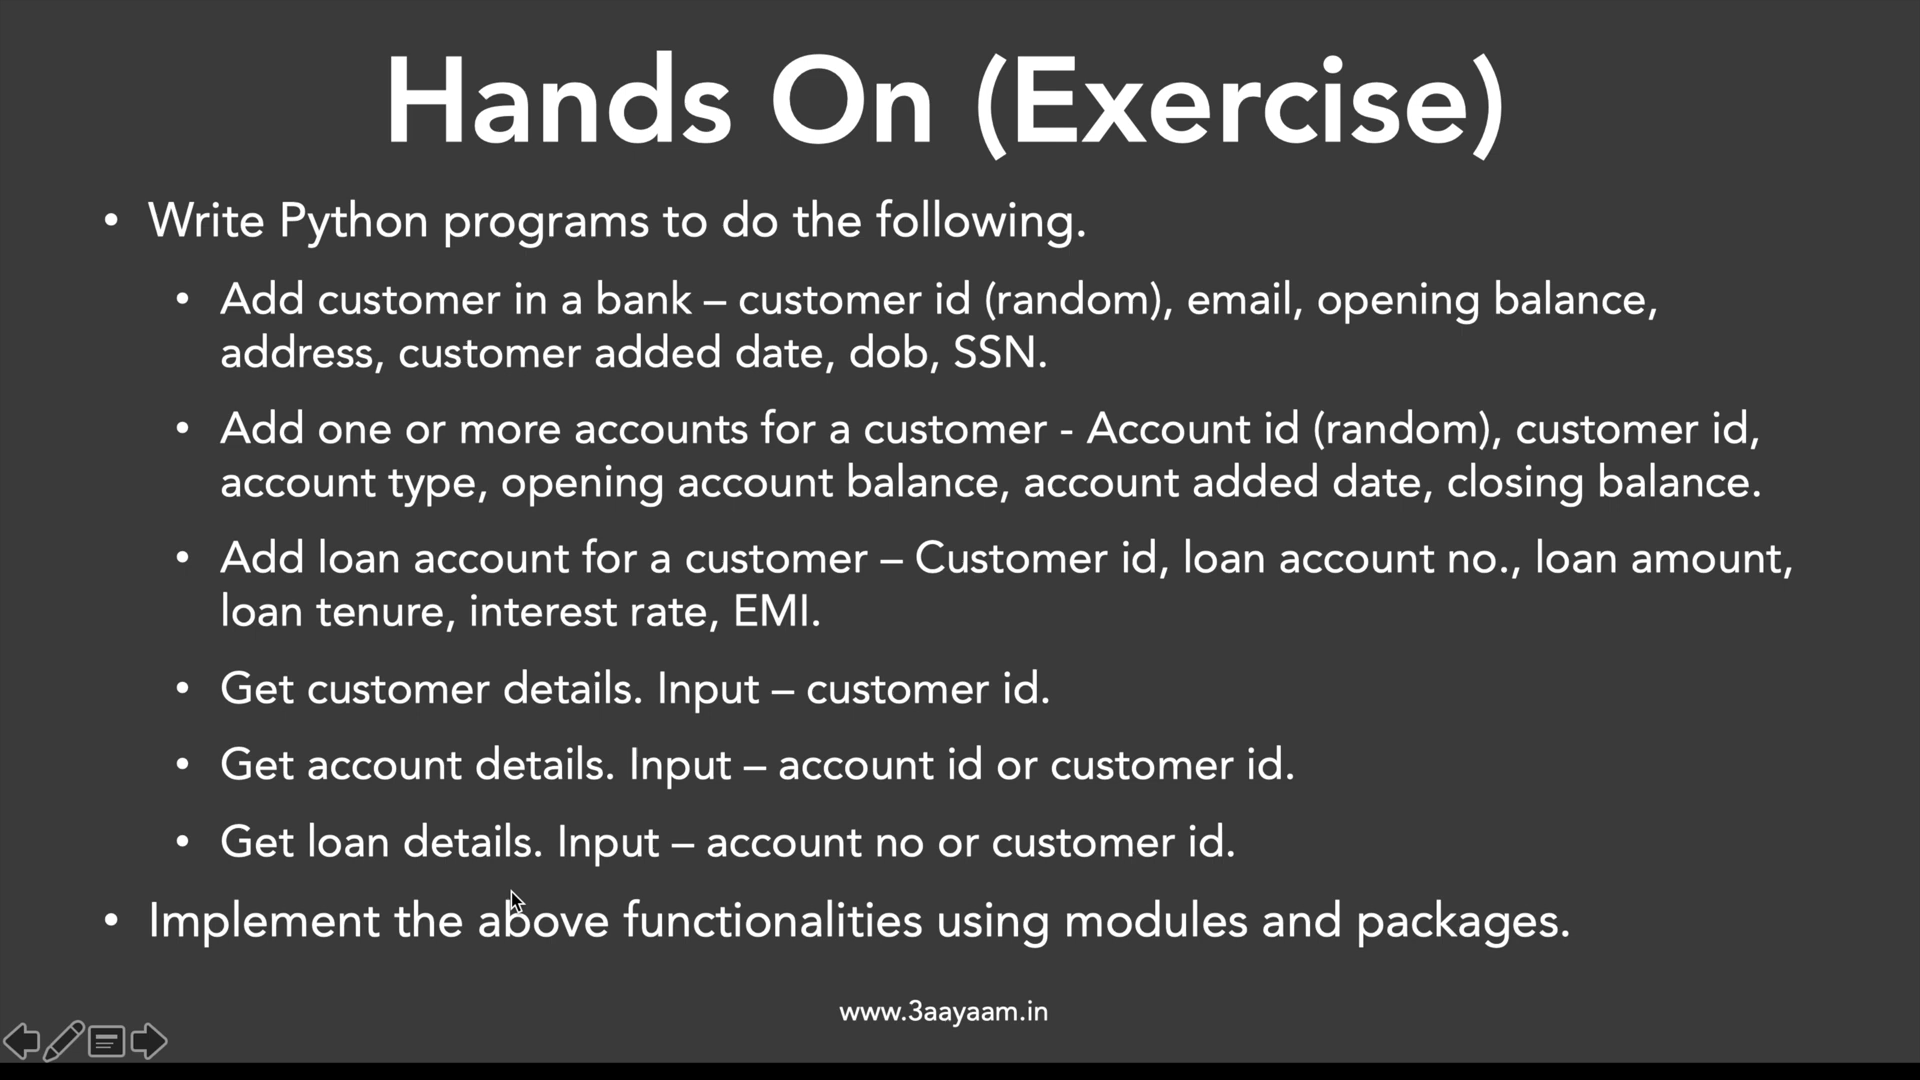 Hands On (Exercise)
• Write Python programs to do the following.
• Add customer in a bank – customer id (random), email, opening balance,
address, customer added date, dob, SSN.
• Add one or more accounts for a customer - Account id (random), customer id,
account type, opening account balance, account added date, closing balance.
• Add loan account for a customer – Customer id, loan account no., loan amount,
loan tenure, interest rate, EMI.
• Get customer details. Input – customer id.
• Get account details. Input – account id or customer id.
• Get loan details. Input – account no or customer id.
• Implement the above functionalities using modules and packages.
www.3aayaam.in